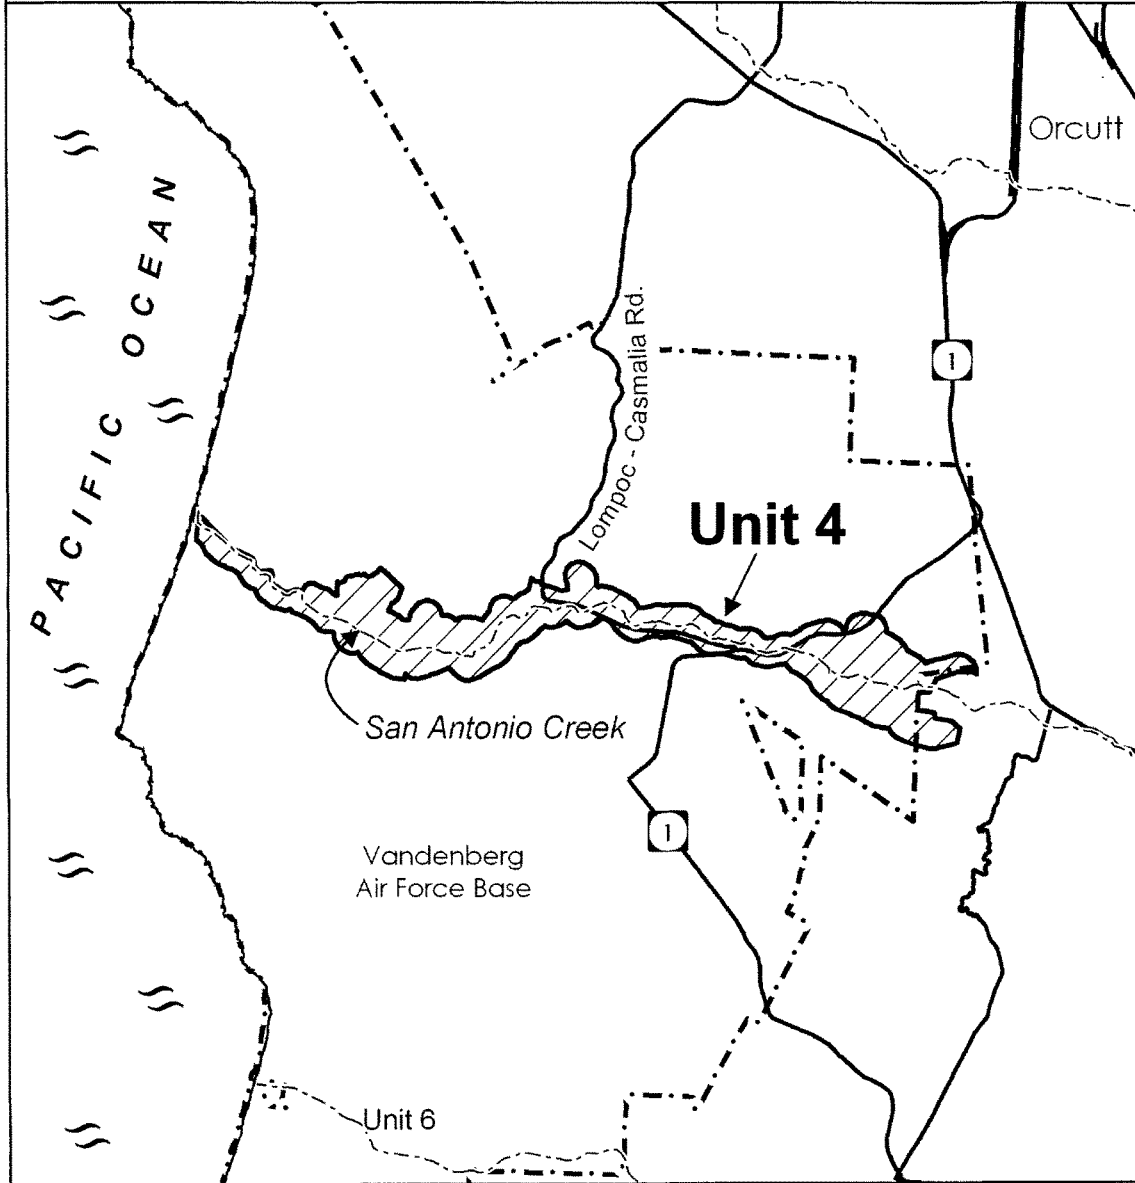 Orcutt
PACIFIC OCEAN
Lompoc - Casmalia Rd.
1
Unit 4
San Antonio Creek
1
Vandenberg
Air Force Base
Unit 6